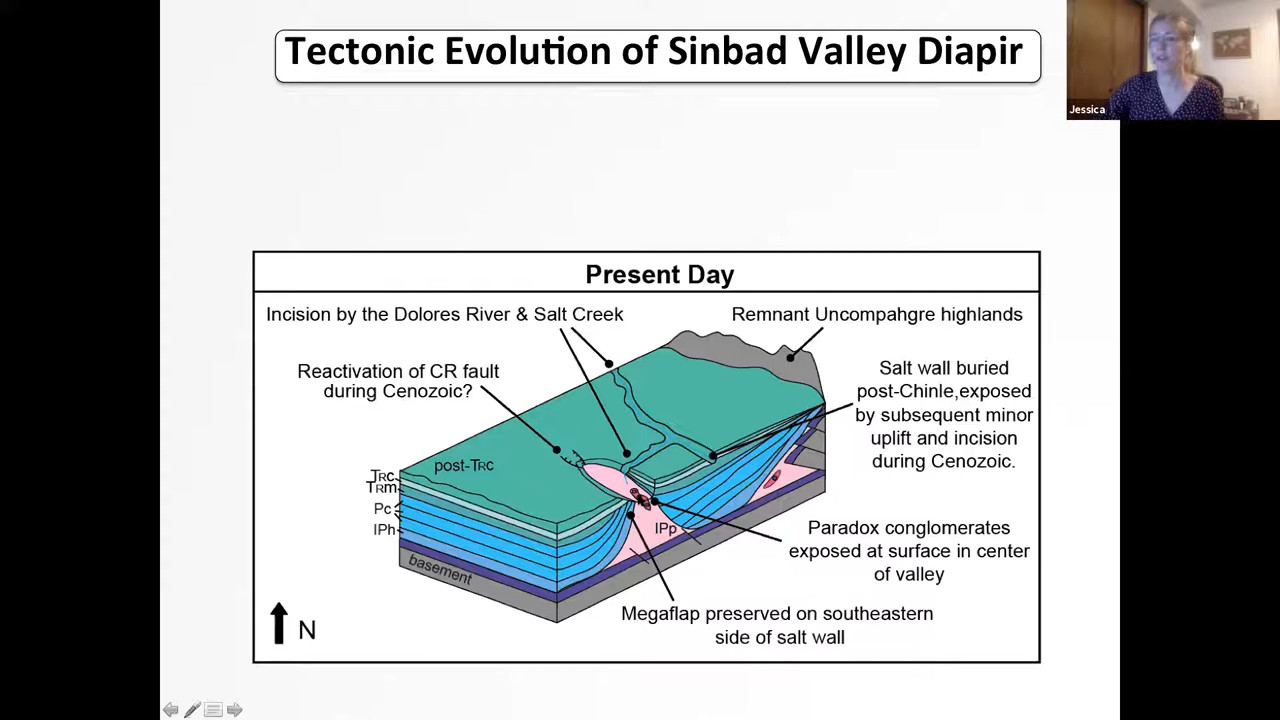 Tectonic Evolution of Sinbad Valley Diapir
Jessica
Present Day
Incision by the Dolores River & Salt Creek
Remnant Uncompahgre highlands
Reactivation of CR fault
during Cenozoic?
Salt wall buried
post-Chinle,exposed
by subsequent minor
uplift and incision
during Cenozoic.
post-TRC
TRc
TRm
Pc
IPh
basement
IPp
Paradox conglomerates
exposed at surface in center
of valley
Megaflap preserved on southeastern
side of salt wall
N